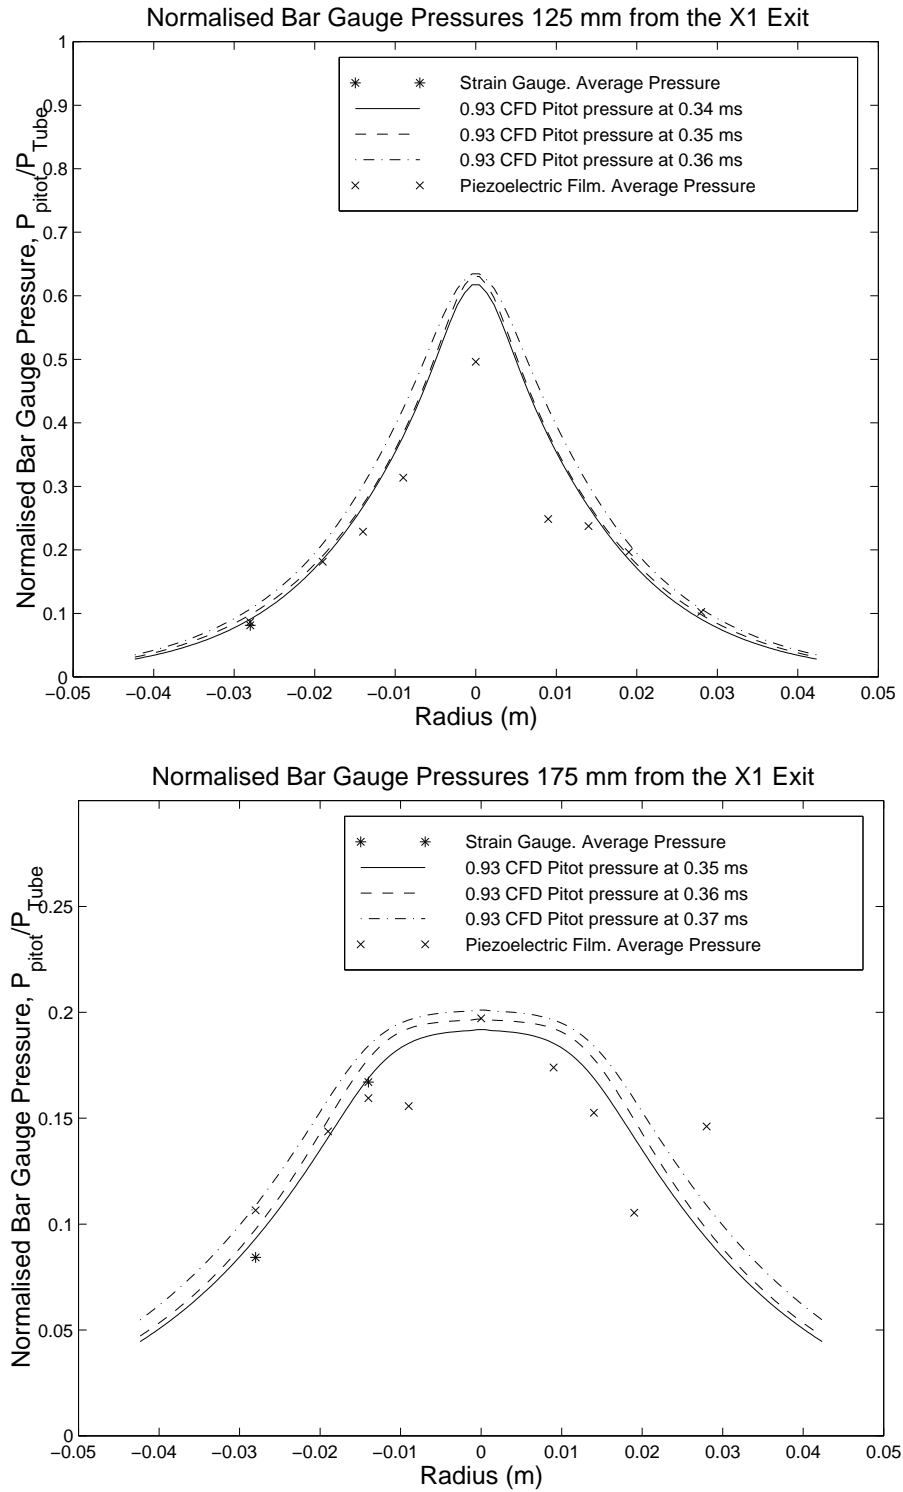 Normalised Bar Gauge Pressures 125 mm from the X1 Exit
Normalised Bar Gauge Pressure, P_pitot/P_Tube
1
0.9
0.8
0.7
0.6
0.5
0.4
0.3
0.2
0.1
0
Strain Gauge. Average Pressure
0.93 CFD Pitot pressure at 0.34 ms
0.93 CFD Pitot pressure at 0.35 ms
0.93 CFD Pitot pressure at 0.36 ms
Piezoelectric Film. Average Pressure
−0.05 −0.04 −0.03 −0.02 −0.01 0 0.01 0.02 0.03 0.04 0.05
Radius (m)
Normalised Bar Gauge Pressures 175 mm from the X1 Exit
Normalised Bar Gauge Pressure, P_pitot/P_Tube
0.25
0.2
0.15
0.1
0.05
0
Strain Gauge. Average Pressure
0.93 CFD Pitot pressure at 0.35 ms
0.93 CFD Pitot pressure at 0.36 ms
0.93 CFD Pitot pressure at 0.37 ms
Piezoelectric Film. Average Pressure
−0.05 −0.04 −0.03 −0.02 −0.01 0 0.01 0.02 0.03 0.04 0.05
Radius (m)